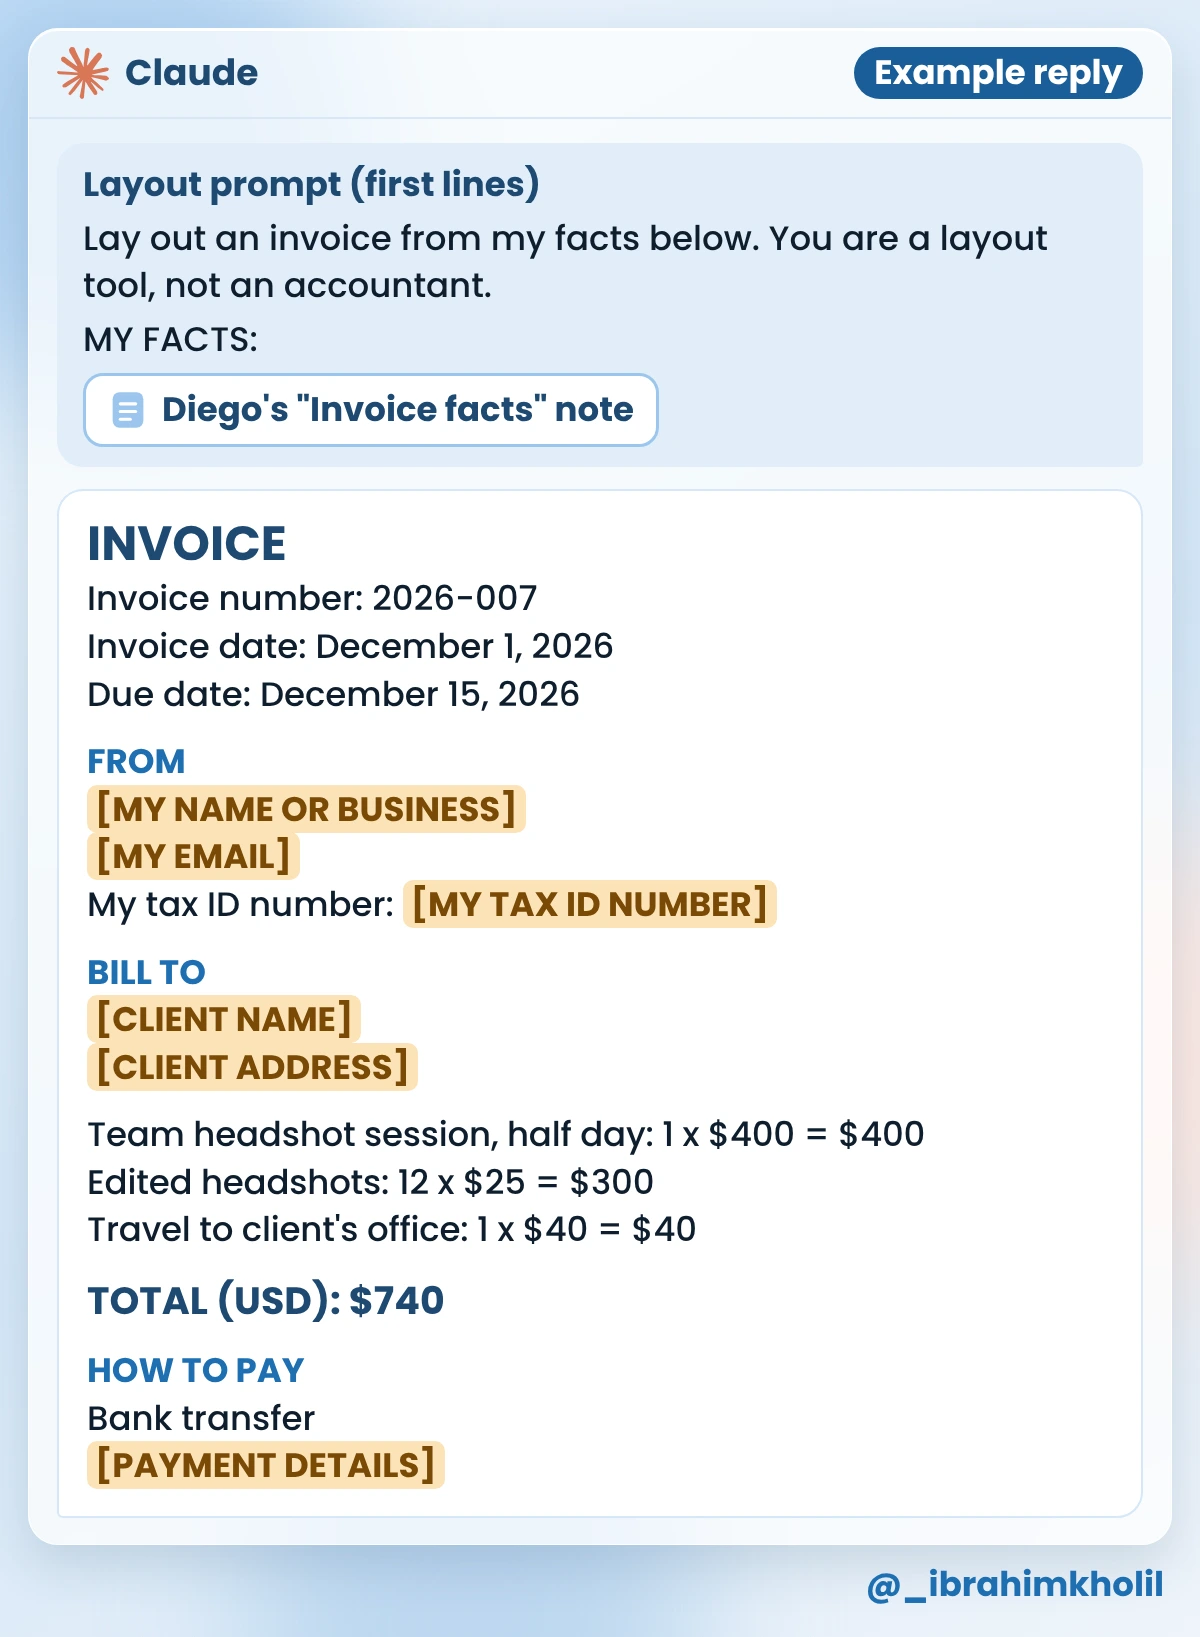 Claude
Example reply
Layout prompt (first lines)
Lay out an invoice from my facts below. You are a layout
tool, not an accountant.
MY FACTS:
Diego's "Invoice facts" note
INVOICE
Invoice number: 2026-007
Invoice date: December 1, 2026
Due date: December 15, 2026
FROM
[MY NAME OR BUSINESS]
[MY EMAIL]
My tax ID number: [MY TAX ID NUMBER]
BILL TO
[CLIENT NAME]
[CLIENT ADDRESS]
Team headshot session, half day: 1 x $400 = $400
Edited headshots: 12 x $25 = $300
Travel to client's office: 1 x $40 = $40
TOTAL (USD): $740
HOW TO PAY
Bank transfer
[PAYMENT DETAILS]
@_ibrahimkholil